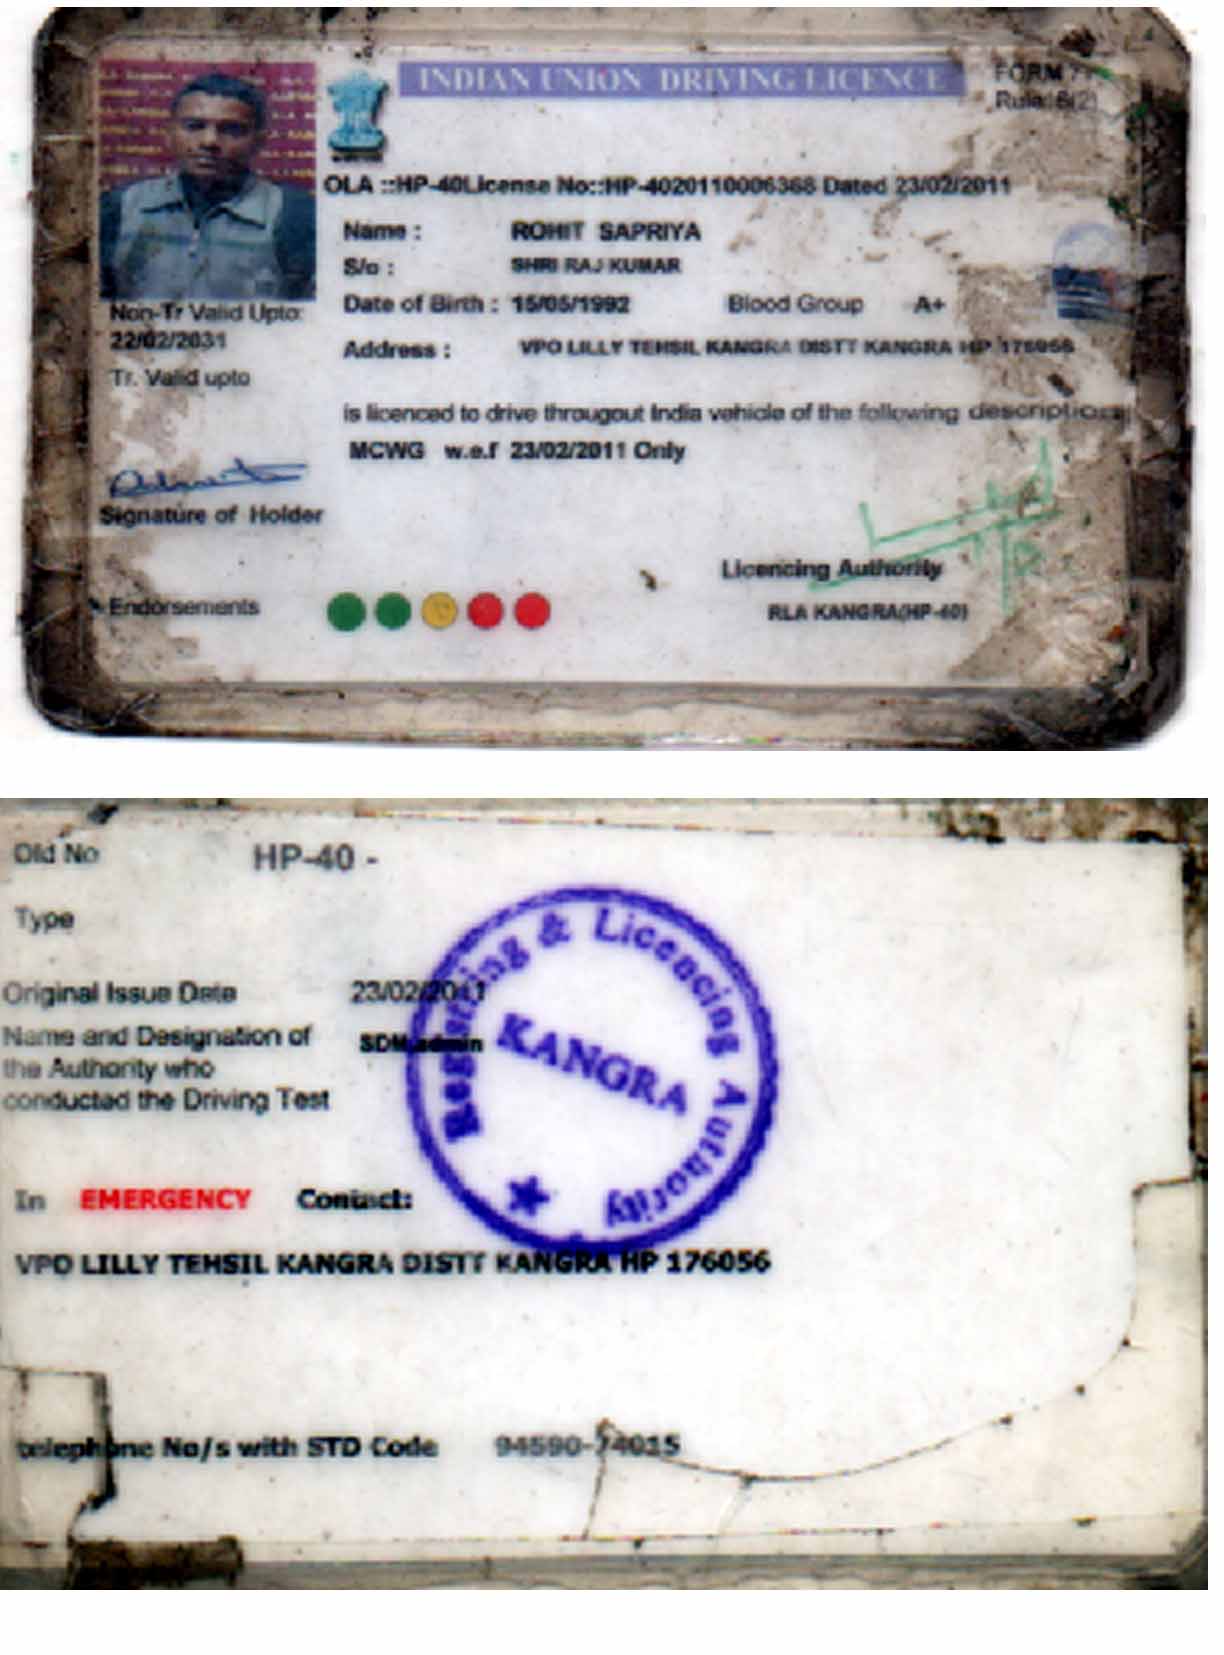 INDIAN UNION DRIVING LICENCE
FORM 7
Rule 6(2)
OLA ::HP-40License No::HP-4020110006368 Dated 23/02/2011
Name : ROHIT SAPRIYA
S/o : SHRI RAJ KUMAR
Date of Birth : 15/05/1992 Blood Group A+
Non-Tr Valid Upto:
22/02/2031
Tr. Valid upto
Address : VPO LILLY TEHSIL KANGRA DISTT KANGRA HP 176056
is licenced to drive througout India vehicle of the following description:
MCWG w.e.f 23/02/2011 Only
Signature of Holder
Licencing Authority
Endorsements
RLA KANGRA(HP-40)
Old No HP-40 -
Type
Original Issue Date 23/02/2011
Name and Designation of SDM,admin
the Authority who
conducted the Driving Test
Registring & Licencing Authority
KANGRA
In EMERGENCY Contact:
VPO LILLY TEHSIL KANGRA DISTT KANGRA HP 176056
telephone No/s with STD Code 94590-74015